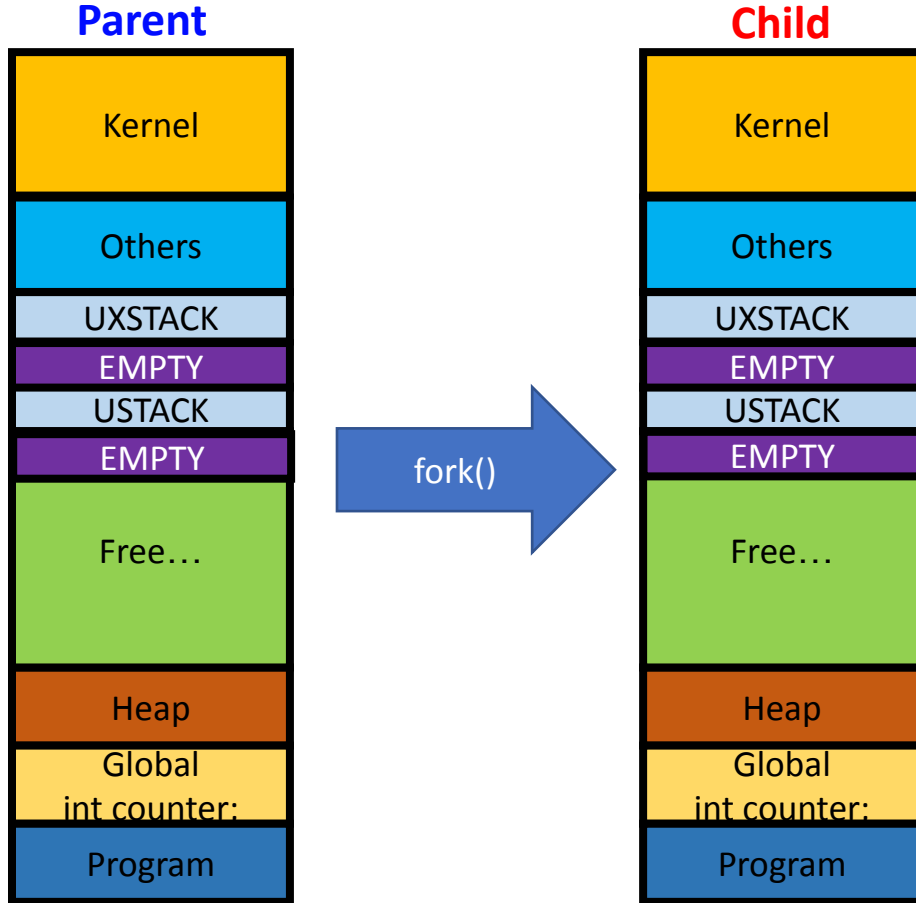 Parent
Kernel
Others
UXSTACK
EMPTY
USTACK
EMPTY
Free…
Heap
Global
int counter;
Program
fork()
Child
Kernel
Others
UXSTACK
EMPTY
USTACK
EMPTY
Free…
Heap
Global
int counter;
Program